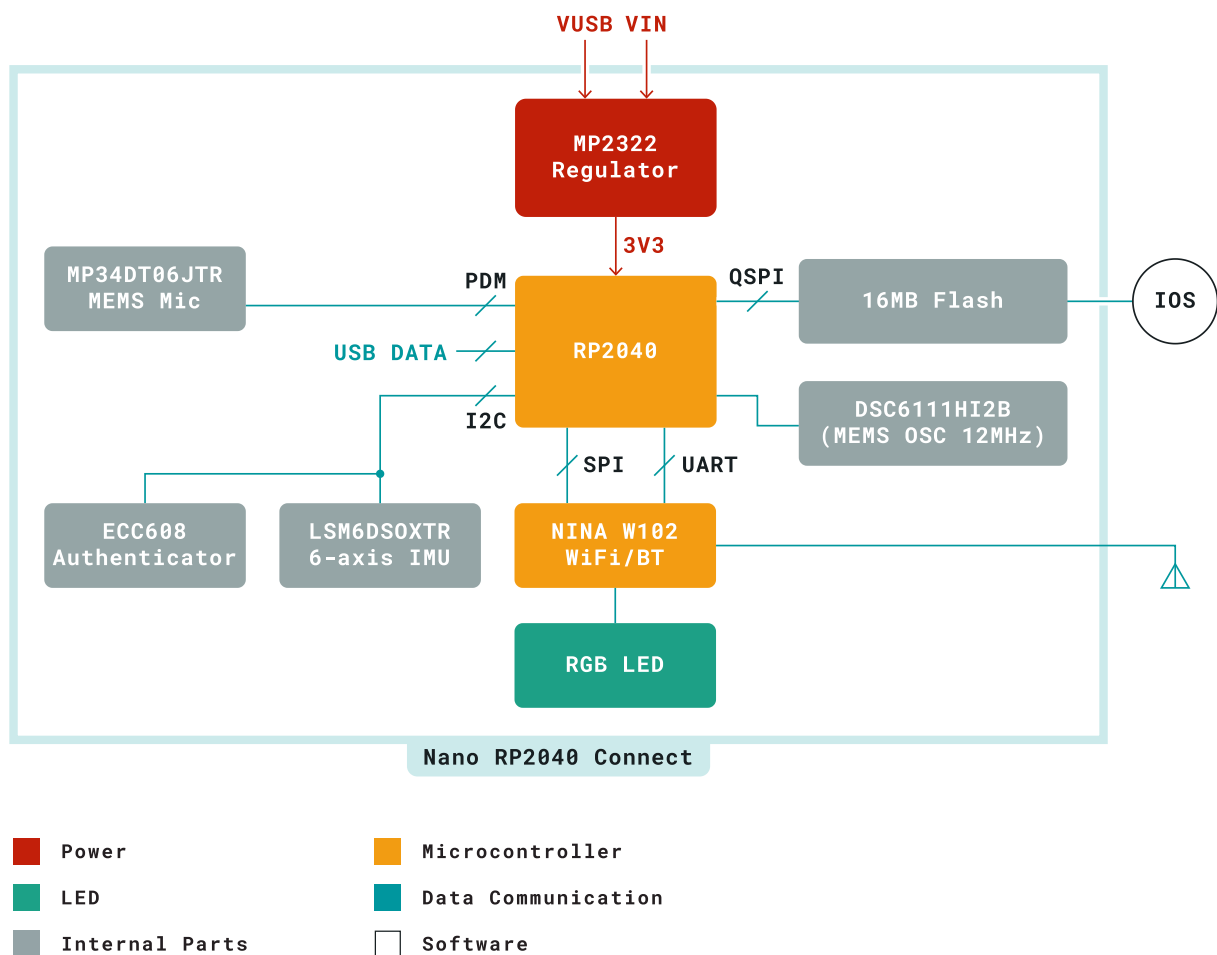 VUSB VIN
MP2322
Regulator
3V3
MP34DT06JTR
MEMS Mic
PDM
QSPI
16MB Flash
IOS
USB DATA
RP2040
I2C
DSC6111HI2B
(MEMS OSC 12MHz)
SPI
UART
ECC608
Authenticator
LSM6DSOXTR
6-axis IMU
NINA W102
WiFi/BT
RGB LED
Nano RP2040 Connect
Power
Microcontroller
LED
Data Communication
Internal Parts
Software